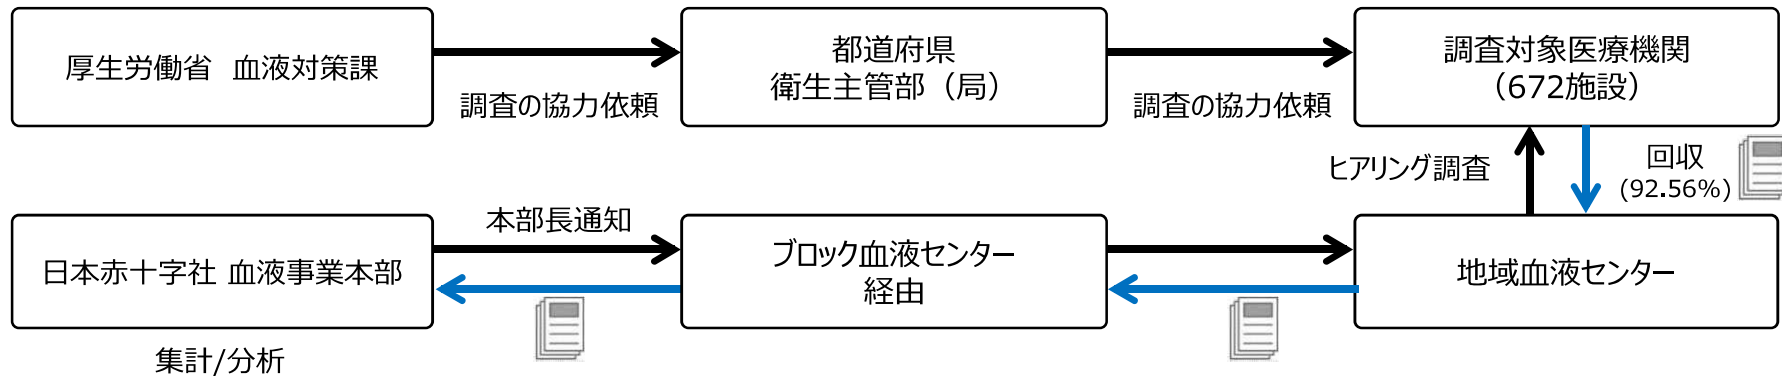 厚生労働省 血液対策課
調査の協力依頼
都道府県
衛生主管部（局）
調査の協力依頼
調査対象医療機関
（672施設）
ヒアリング調査
回収
(92.56%)
日本赤十字社 血液事業本部
本部長通知
ブロック血液センター
経由
地域血液センター
集計/分析